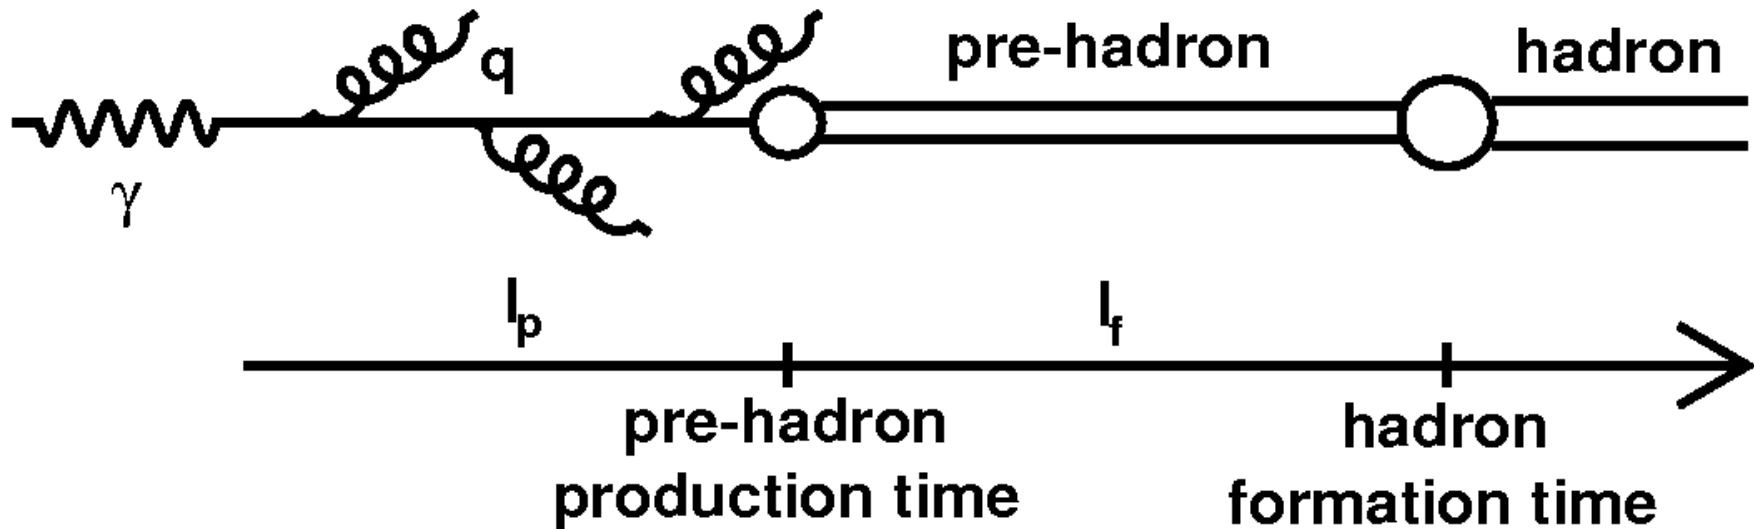 pre-hadron
hadron
q
γ
lp
lf
pre-hadron
production time
hadron
formation time